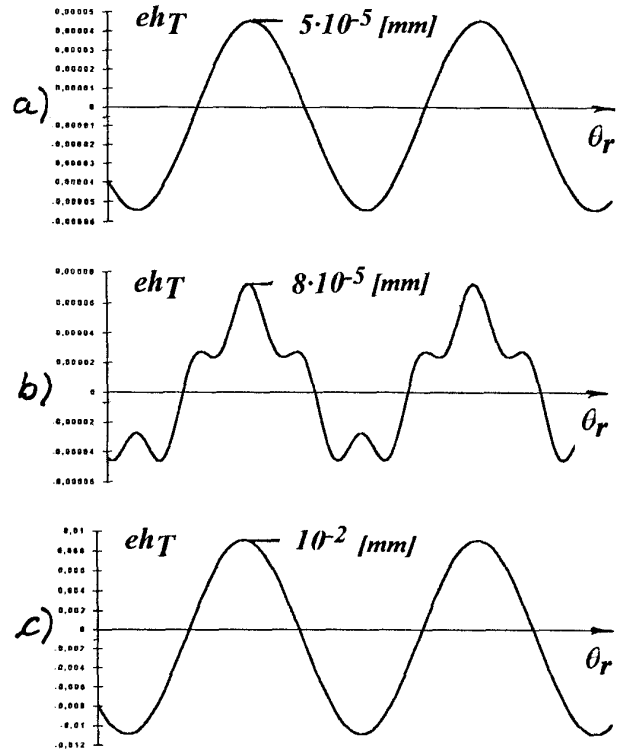 0,00005
0,00004
0,00003
0,00002
0,00001
0
-0,00001
-0,00002
-0,00003
-0,00004
-0,00005
-0,00006
ehT
5·10-5 [mm]
a)
θr
0,00008
0,00006
0,00004
0,00002
0
-0,00002
-0,00004
-0,00006
ehT
8·10-5 [mm]
b)
θr
0,01
0,008
0,006
0,004
0,002
0
-0,002
-0,004
-0,006
-0,008
-0,01
-0,012
ehT
10-2 [mm]
c)
θr